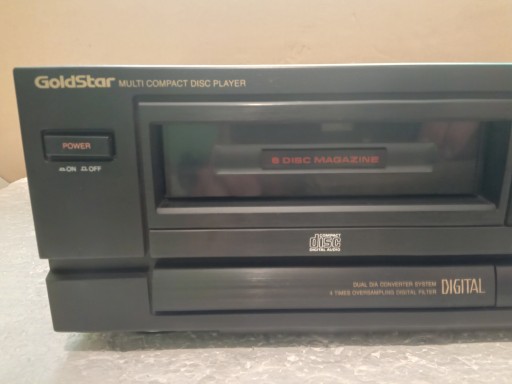 GoldStar MULTI COMPACT DISC PLAYER
POWER
ON OFF
6 DISC MAGAZINE
COMPACT
disc
DIGITAL AUDIO
DUAL D/A CONVERTER SYSTEM
4 TIMES OVERSAMPLING DIGITAL FILTER
DIGITAL